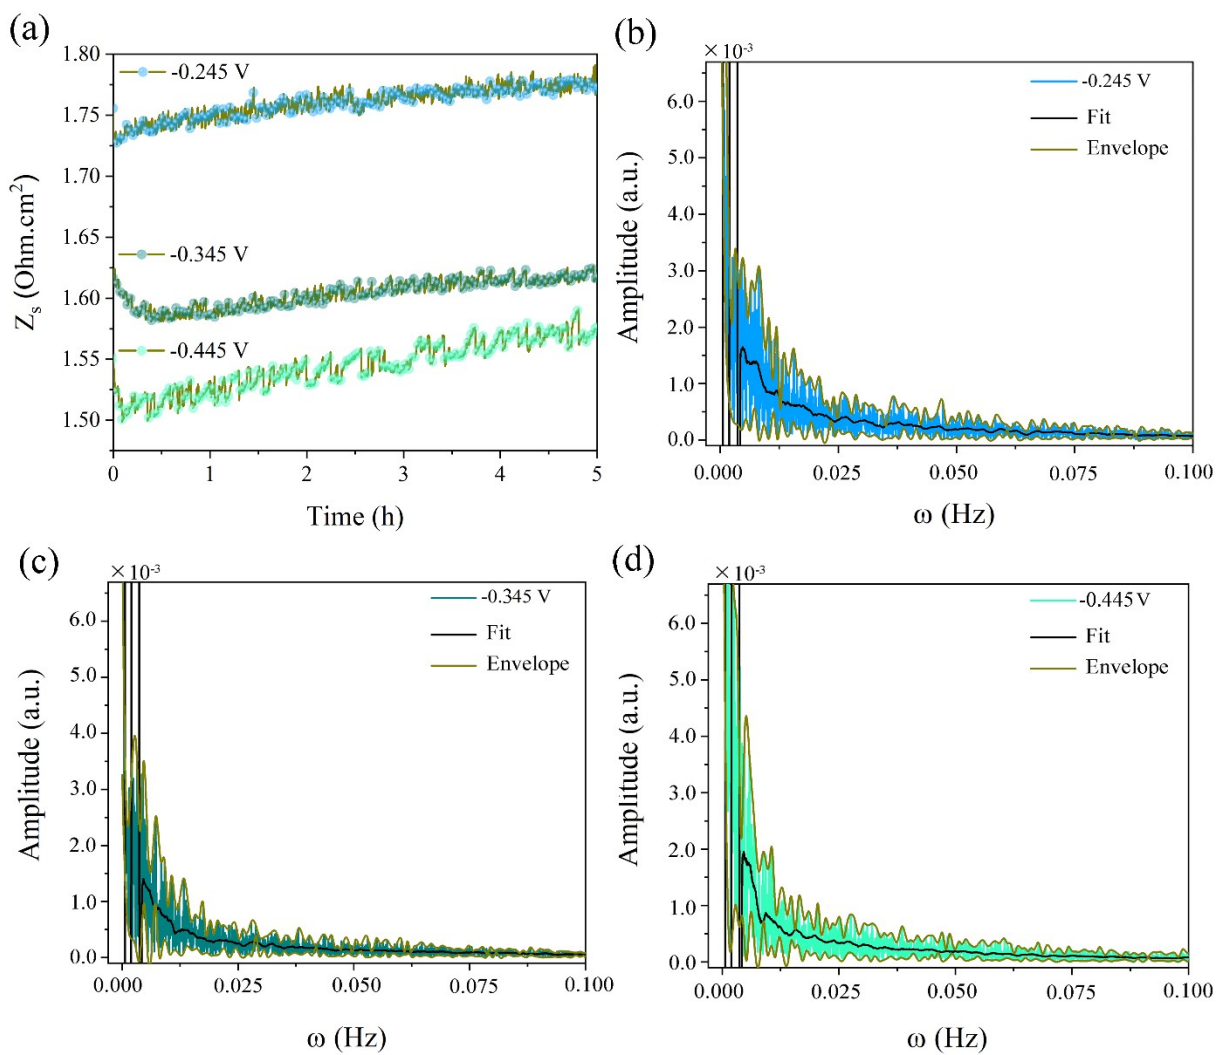 (a)
1.80
1.75
1.70
1.65
1.60
1.55
1.50
-0.245 V
-0.345 V
-0.445 V
Zₛ (Ohm.cm²)
0 1 2 3 4 5
Time (h)
(b)
×10⁻³
6.0
5.0
4.0
3.0
2.0
1.0
0.0
-0.245 V
Fit
Envelope
Amplitude (a.u.)
0.000 0.025 0.050 0.075 0.100
ω (Hz)
(c)
×10⁻³
6.0
5.0
4.0
3.0
2.0
1.0
0.0
-0.345 V
Fit
Envelope
Amplitude (a.u.)
0.000 0.025 0.050 0.075 0.100
ω (Hz)
(d)
×10⁻³
6.0
5.0
4.0
3.0
2.0
1.0
0.0
-0.445 V
Fit
Envelope
Amplitude (a.u.)
0.000 0.025 0.050 0.075 0.100
ω (Hz)